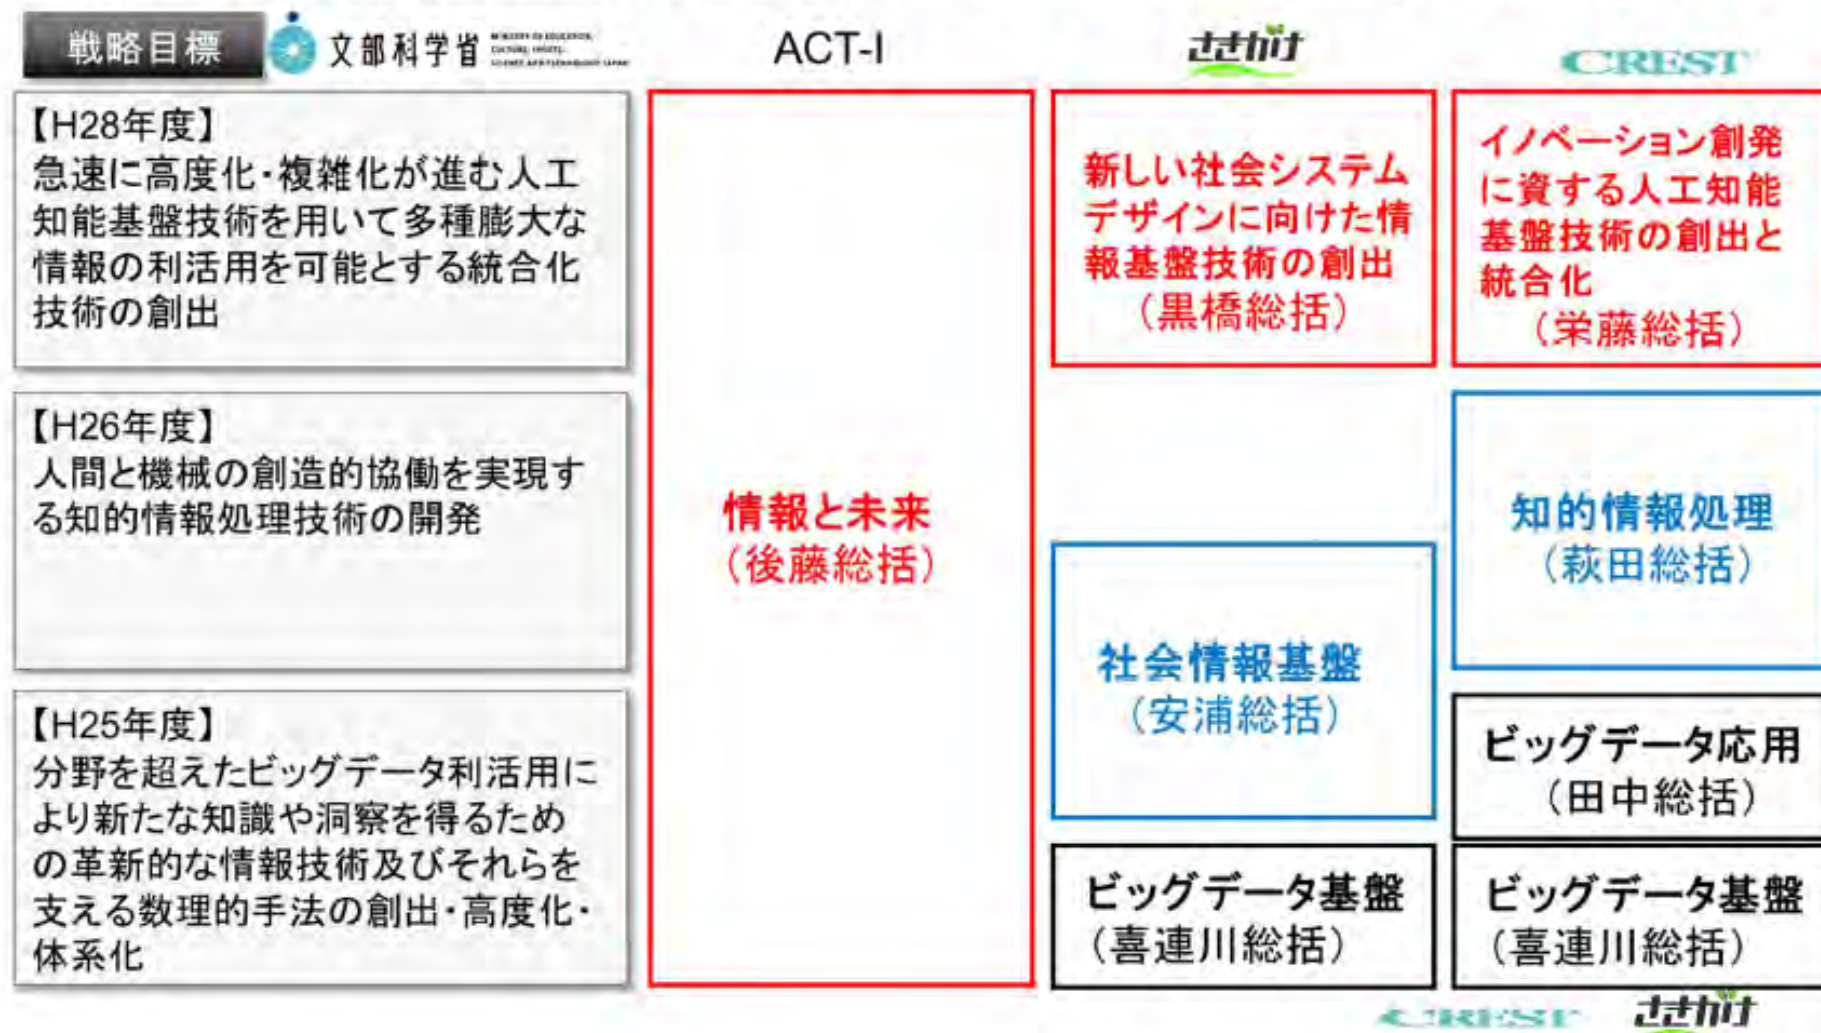 戦略目標
文部科学省
ACT-I
さきがけ
CREST
【H28年度】
急速に高度化・複雑化が進む人工
知能基盤技術を用いて多種膨大な
情報の利活用を可能とする統合化
技術の創出
【H26年度】
人間と機械の創造的協働を実現す
る知的情報処理技術の開発
【H25年度】
分野を超えたビッグデータ利活用に
より新たな知識や洞察を得るため
の革新的な情報技術及びそれらを
支える数理的手法の創出・高度化・
体系化
情報と未来
（後藤総括）
新しい社会システム
デザインに向けた情
報基盤技術の創出
（黒橋総括）
社会情報基盤
（安浦総括）
ビッグデータ基盤
（喜連川総括）
イノベーション創発
に資する人工知能
基盤技術の創出と
統合化
（栄藤総括）
知的情報処理
（萩田総括）
ビッグデータ応用
（田中総括）
ビッグデータ基盤
（喜連川総括）
CREST
さきがけ